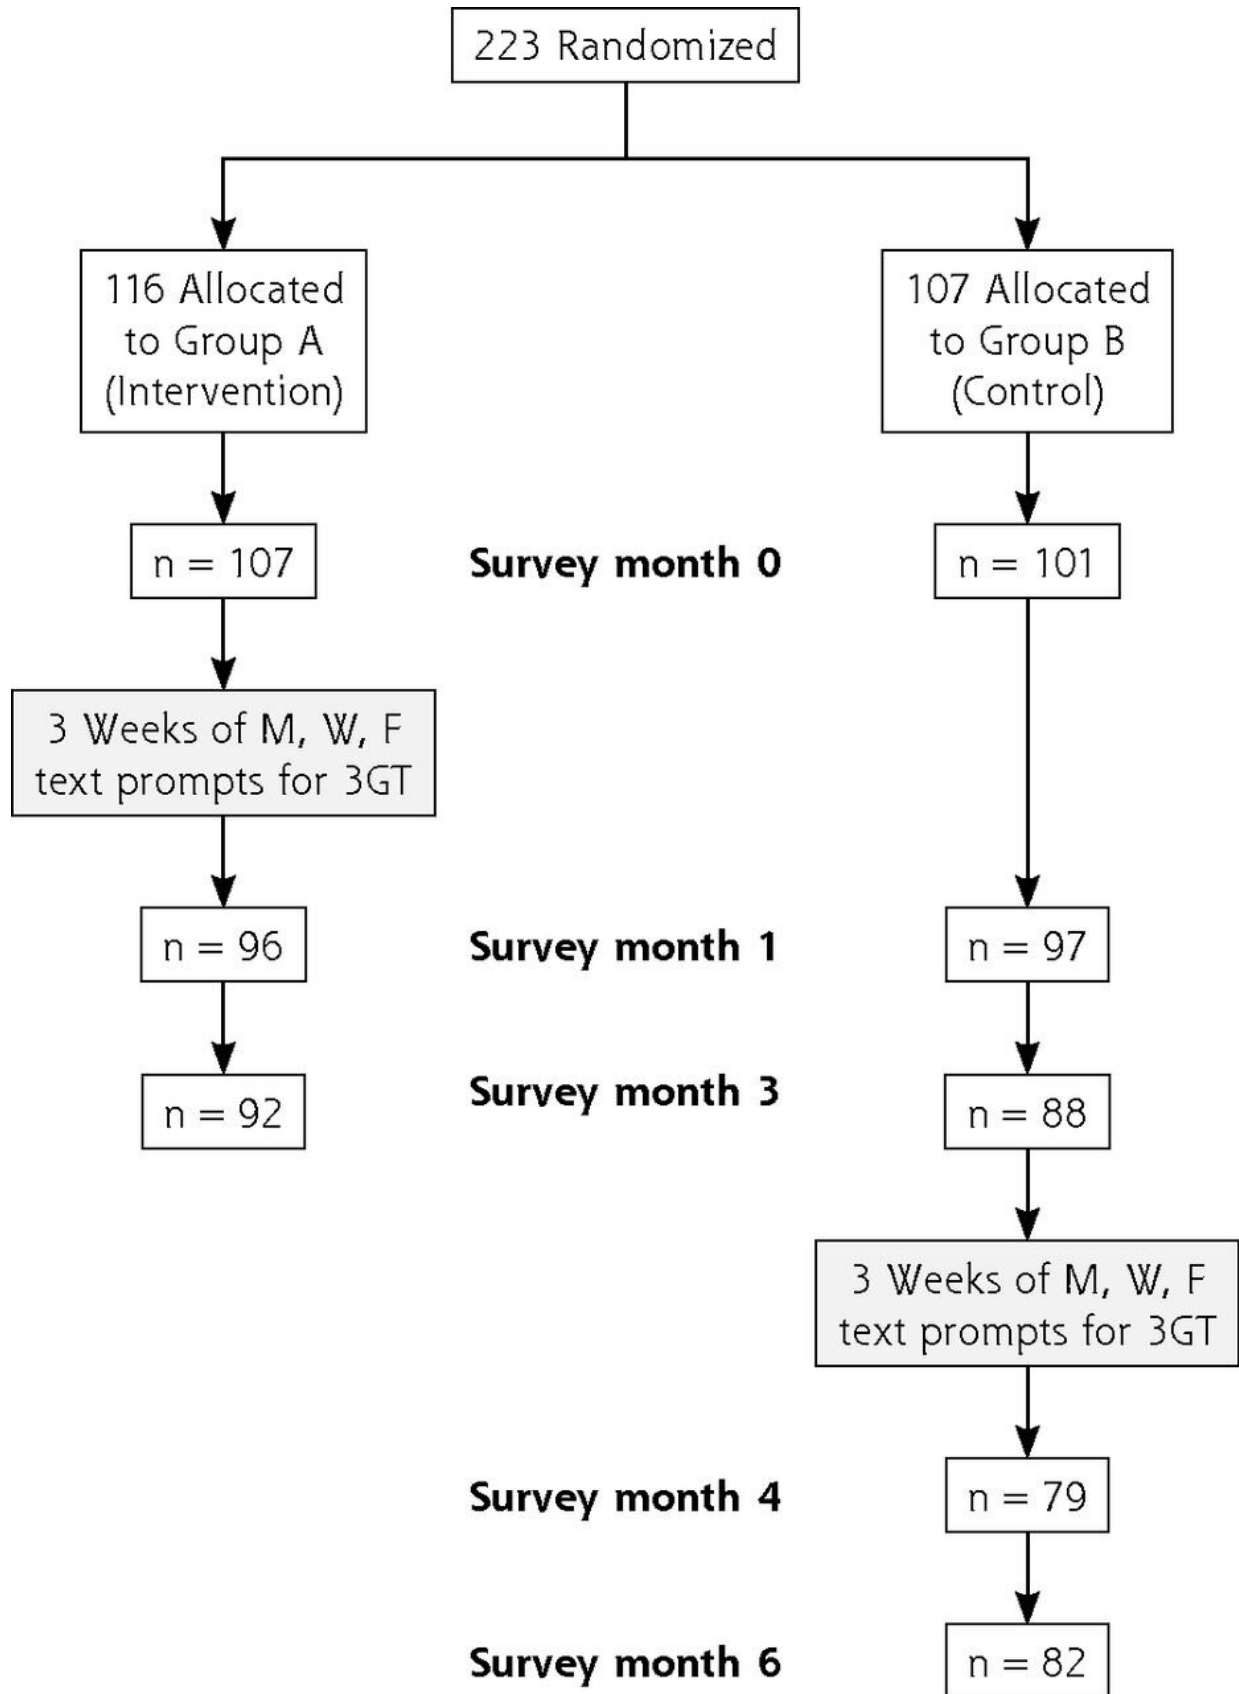 223 Randomized
116 Allocated
to Group A
(Intervention)
107 Allocated
to Group B
(Control)
n = 107
Survey month 0
n = 101
3 Weeks of M, W, F
text prompts for 3GT
n = 96
Survey month 1
n = 97
n = 92
Survey month 3
n = 88
3 Weeks of M, W, F
text prompts for 3GT
Survey month 4
n = 79
Survey month 6
n = 82